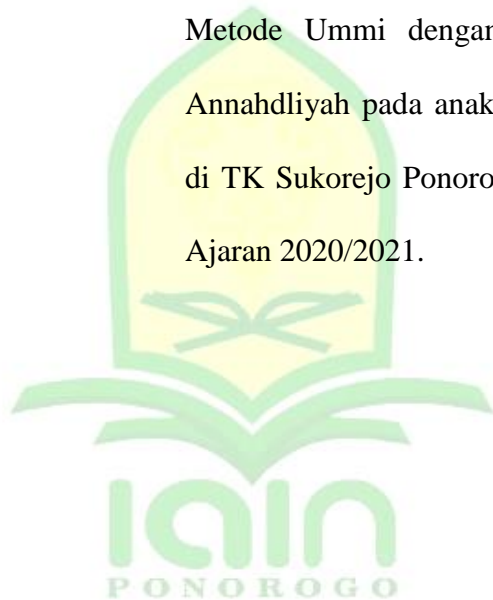 Metode Ummi dengan
Annahdliyah pada anak
di TK Sukorejo Ponoro
Ajaran 2020/2021.
iain
PONOROGO